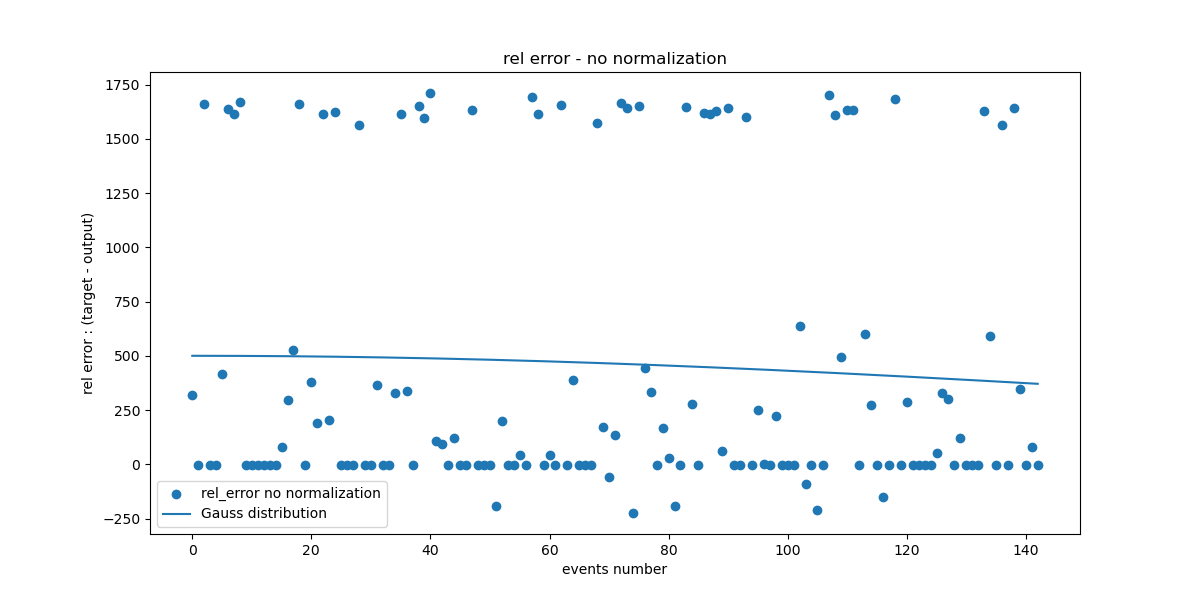 rel error - no normalization
rel error : (target - output)
1750
1500
1250
1000
750
500
250
0
−250
rel_error no normalization
Gauss distribution
0 20 40 60 80 100 120 140
events number